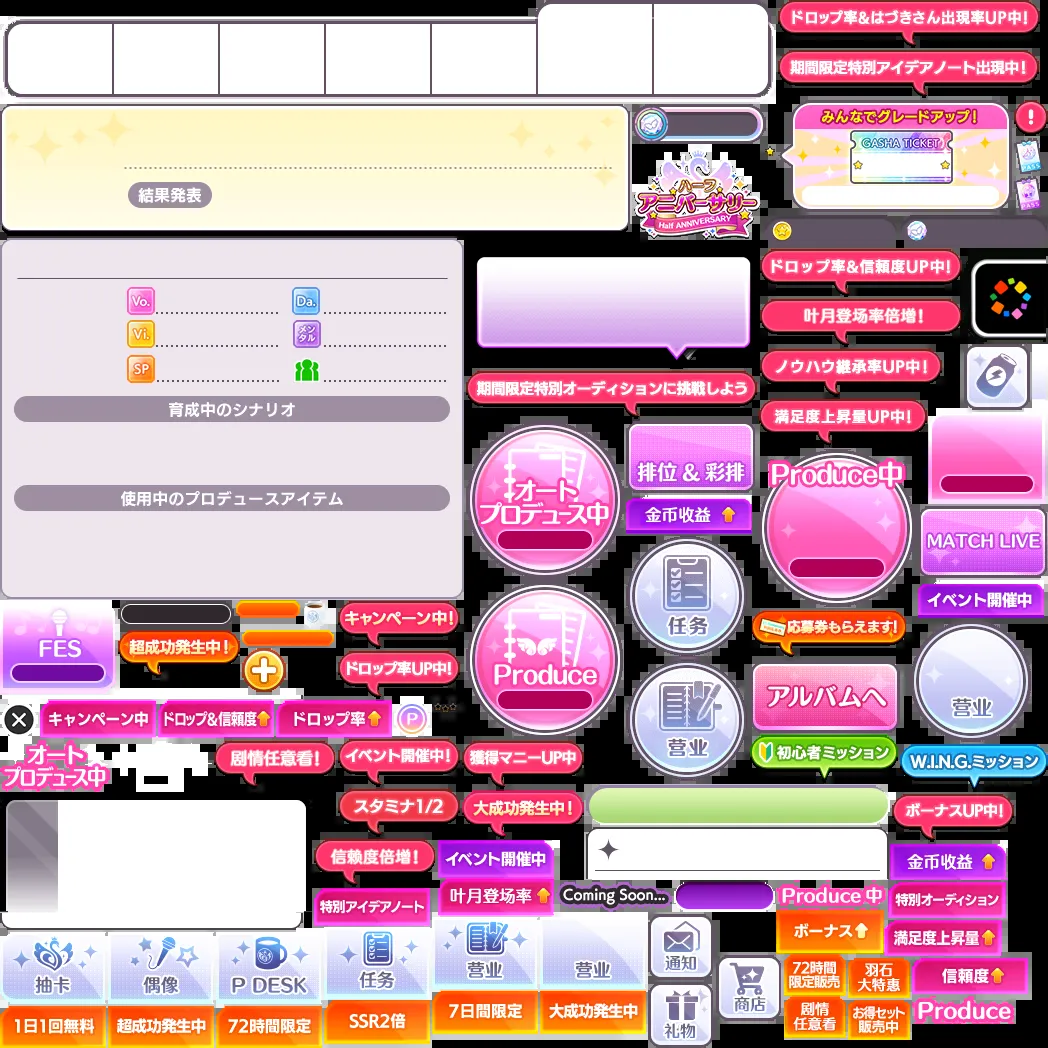 ドロップ率&はづきさん出現率UP中!
期間限定特別アイデアノート出現中!
みんなでグレードアップ!
GASHA TICKET
PASS
PASS
結果発表
ハーフ
アニバーサリー
Half ANNIVERSARY
Vo.
Da.
Vi.
メンタル
SP
育成中のシナリオ
使用中のプロデュースアイテム
ドロップ率&信頼度UP中!
叶月登场率倍増!
ノウハウ継承率UP中!
満足度上昇量UP中!
期間限定特別オーディションに挑戦しよう
オート
プロデュース中
排位 & 彩排
金币收益
Produce中
MATCH LIVE
イベント開催中
任务
応募券もらえます!
Produce
アルバムへ
营业
营业
初心者ミッション
W.I.N.G.ミッション
FES
超成功発生中!
キャンペーン中!
ドロップ率UP中!
キャンペーン中
ドロップ&信頼度
ドロップ率
P
オート
プロデュース中
剧情任意看!
イベント開催中!
獲得マニーUP中
スタミナ1/2
大成功発生中!
ボーナスUP中!
信赖度倍増!
イベント開催中
金币收益
特別アイデアノート
叶月登场率
Coming Soon...
Produce 中
特別オーディション
ボーナス
満足度上昇量
抽卡
偶像
P DESK
任务
营业
营业
通知
商店
礼物
72時間
限定販売
羽石
大特惠
信頼度
1日1回無料
超成功発生中
72時間限定
SSR2倍
7日間限定
大成功発生中
剧情
任意看
お得セット
販売中
Produce